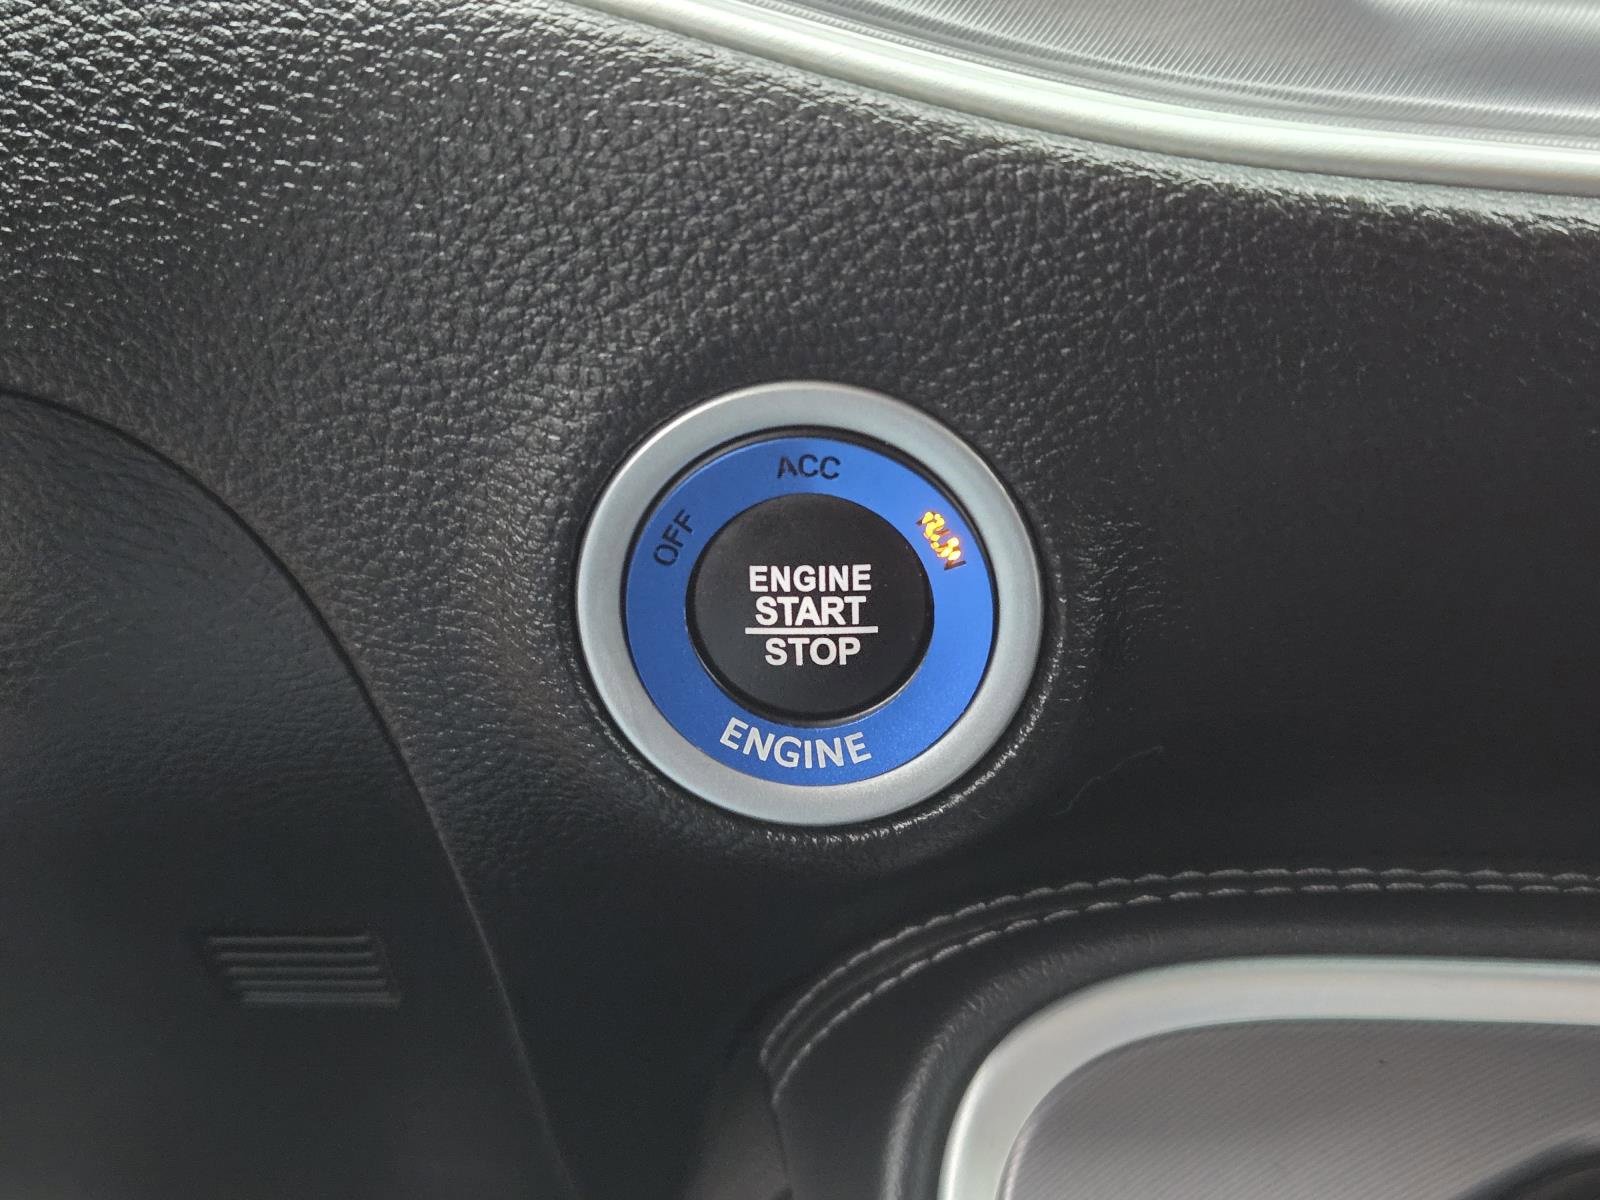 OFF
ACC
RUN
ENGINE
START
STOP
ENGINE